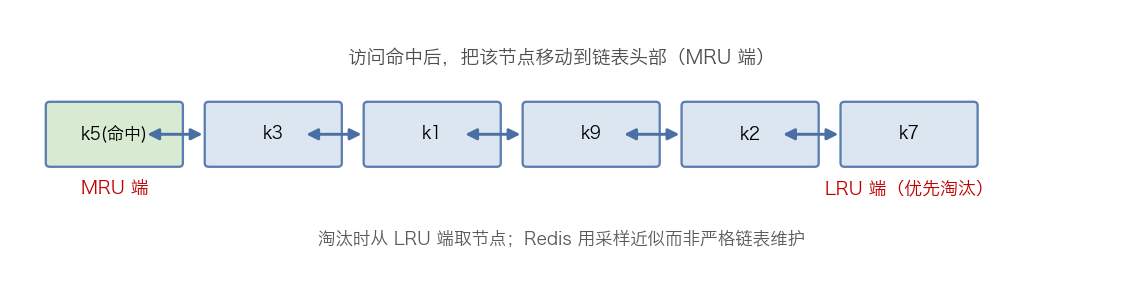 访问命中后，把该节点移动到链表头部（MRU 端）
k5(命中) k3 k1 k9 k2 k7
MRU 端 LRU 端（优先淘汰）
淘汰时从 LRU 端取节点；Redis 用采样近似而非严格链表维护